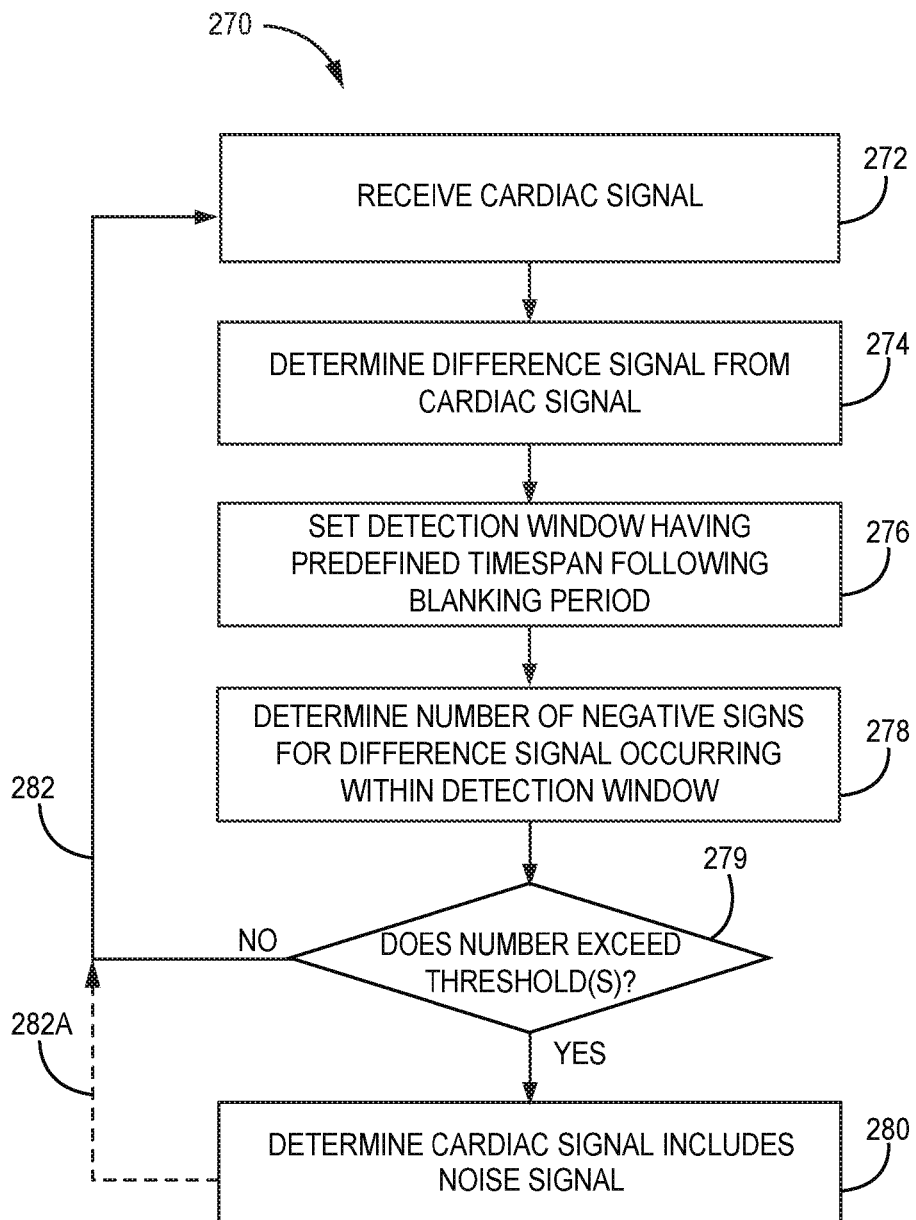 270
RECEIVE CARDIAC SIGNAL
272
DETERMINE DIFFERENCE SIGNAL FROM
CARDIAC SIGNAL
274
SET DETECTION WINDOW HAVING
PREDEFINED TIMESPAN FOLLOWING
BLANKING PERIOD
276
DETERMINE NUMBER OF NEGATIVE SIGNS
FOR DIFFERENCE SIGNAL OCCURRING
WITHIN DETECTION WINDOW
278
282
279
NO
DOES NUMBER EXCEED
THRESHOLD(S)?
282A
YES
DETERMINE CARDIAC SIGNAL INCLUDES
NOISE SIGNAL
280